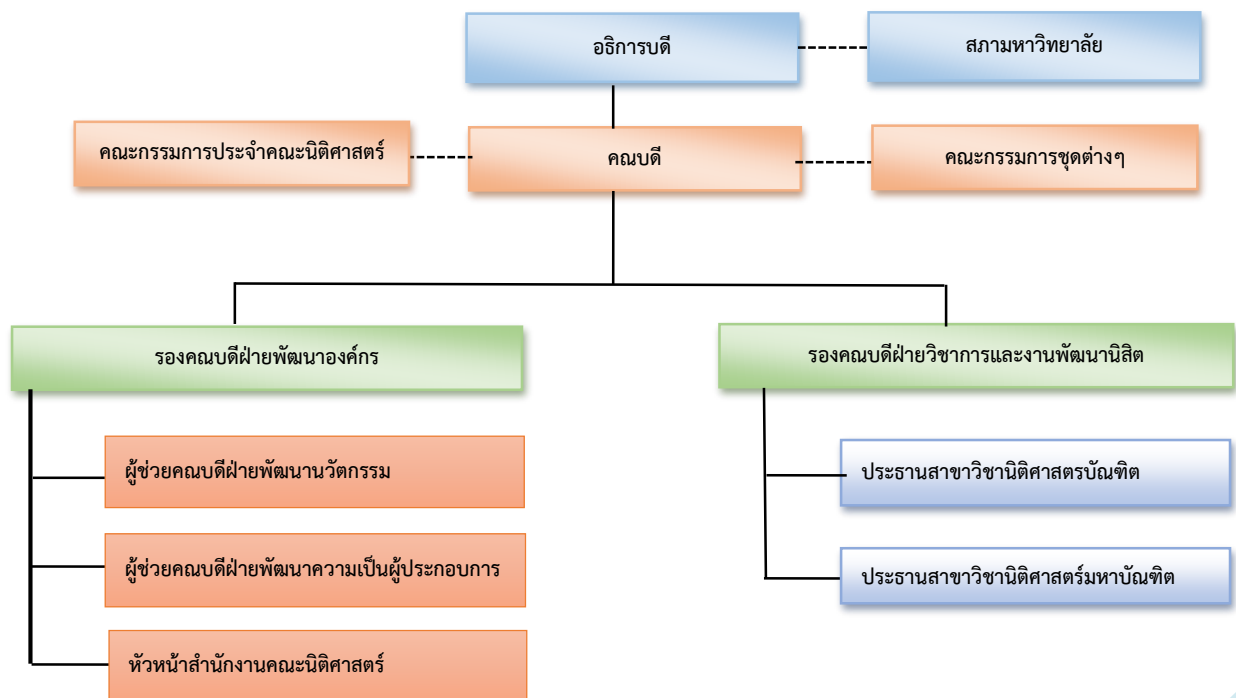 อธิการบดี
สภามหาวิทยาลัย
คณะกรรมการประจำคณะนิติศาสตร์
คณบดี
คณะกรรมการชุดต่างๆ
รองคณบดีฝ่ายพัฒนาองค์กร
รองคณบดีฝ่ายวิชาการและงานพัฒนานิสิต
ผู้ช่วยคณบดีฝ่ายพัฒนานวัตกรรม
ประธานสาขาวิชานิติศาสตรบัณฑิต
ผู้ช่วยคณบดีฝ่ายพัฒนาความเป็นผู้ประกอบการ
ประธานสาขาวิชานิติศาสตร์มหาบัณฑิต
หัวหน้าสำนักงานคณะนิติศาสตร์